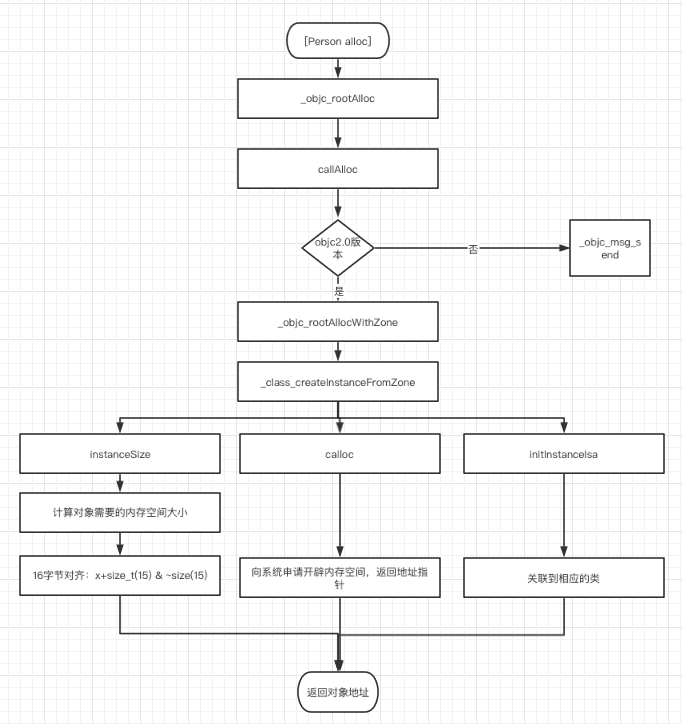 [Person alloc]
_objc_rootAlloc
callAlloc
objc2.0版
本
否
_objc_msg_s
end
是
_objc_rootAllocWithZone
_class_createInstanceFromZone
instanceSize
calloc
initInstanceIsa
计算对象需要的内存空间大小
16字节对齐：x+size_t(15) & ~size(15)
向系统申请开辟内存空间，返回地址指
针
关联到相应的类
返回对象地址